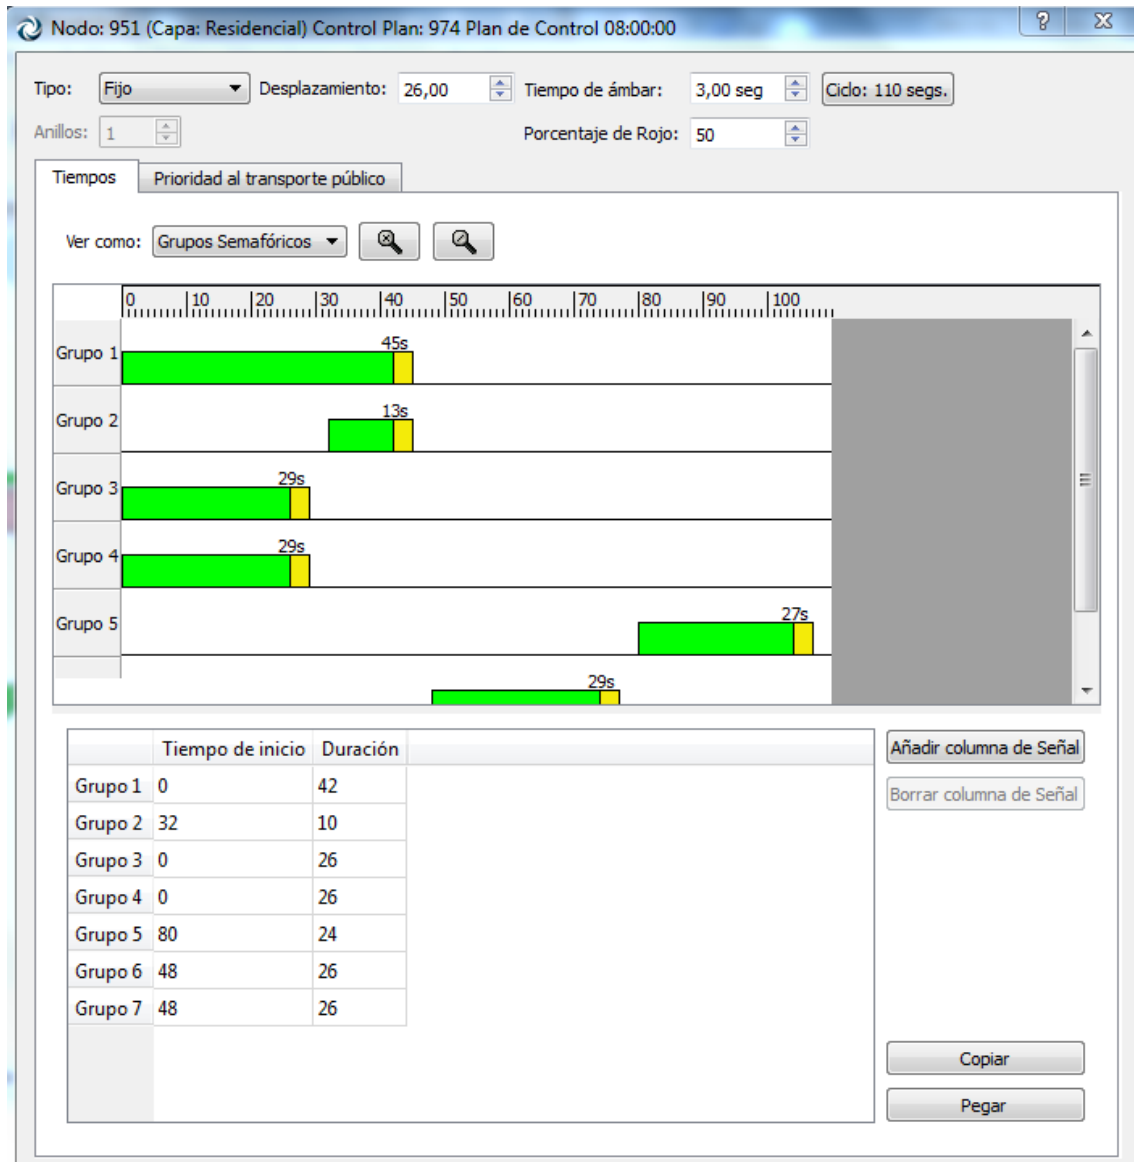 Nodo: 951 (Capa: Residencial) Control Plan: 974 Plan de Control 08:00:00
Tipo: Fijo Desplazamiento: 26,00 Tiempo de ámbar: 3,00 seg Ciclo: 110 segs.
Anillos: 1 Porcentaje de Rojo: 50
Tiempos Prioridad al transporte público
Ver como: Grupos Semafóricos
0 10 20 30 40 50 60 70 80 90 100
45s
Grupo 1
13s
Grupo 2
29s
Grupo 3
29s
Grupo 4
27s
Grupo 5
29s
Tiempo de inicio Duración
Añadir columna de Señal
Grupo 1 0 42
Borrar columna de Señal
Grupo 2 32 10
Grupo 3 0 26
Grupo 4 0 26
Grupo 5 80 24
Grupo 6 48 26
Grupo 7 48 26
Copiar
Pegar